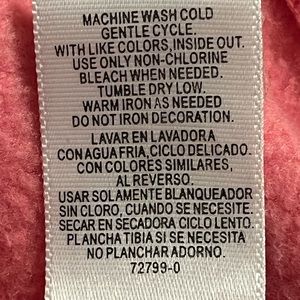 MACHINE WASH COLD
GENTLE CYCLE.
WITH LIKE COLORS, INSIDE OUT.
USE ONLY NON-CHLORINE
BLEACH WHEN NEEDED.
TUMBLE DRY LOW.
WARM IRON AS NEEDED
DO NOT IRON DECORATION.
LAVAR EN LAVADORA
CON AGUA FRIA, CICLO DELICADO.
CON COLORES SIMILARES,
AL REVERSO.
USAR SOLAMENTE BLANQUEADOR
SIN CLORO, CUANDO SE NECESITE.
SECAR EN SECADORA CICLO LENTO.
PLANCHA TIBIA SI SE NECESITA
NO PLANCHAR ADORNO.
72799-0